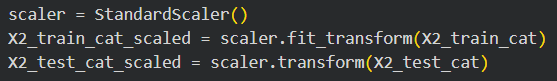 scaler = StandardScaler()
X2_train_cat_scaled = scaler.fit_transform(X2_train_cat)
X2_test_cat_scaled = scaler.transform(X2_test_cat)